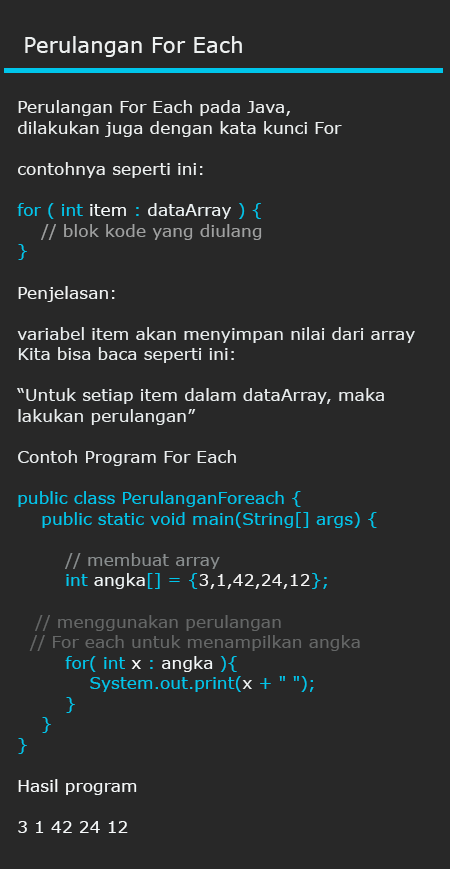 Perulangan For Each
Perulangan For Each pada Java,
dilakukan juga dengan kata kunci For
contohnya seperti ini:
for ( int item : dataArray ) {
// blok kode yang diulang
}
Penjelasan:
variabel item akan menyimpan nilai dari array
Kita bisa baca seperti ini:
“Untuk setiap item dalam dataArray, maka
lakukan perulangan”
Contoh Program For Each
public class PerulanganForeach {
public static void main(String[] args) {
// membuat array
int angka[] = {3,1,42,24,12};
// menggunakan perulangan
// For each untuk menampilkan angka
for( int x : angka ){
System.out.print(x + " ");
}
}
}
Hasil program
3 1 42 24 12